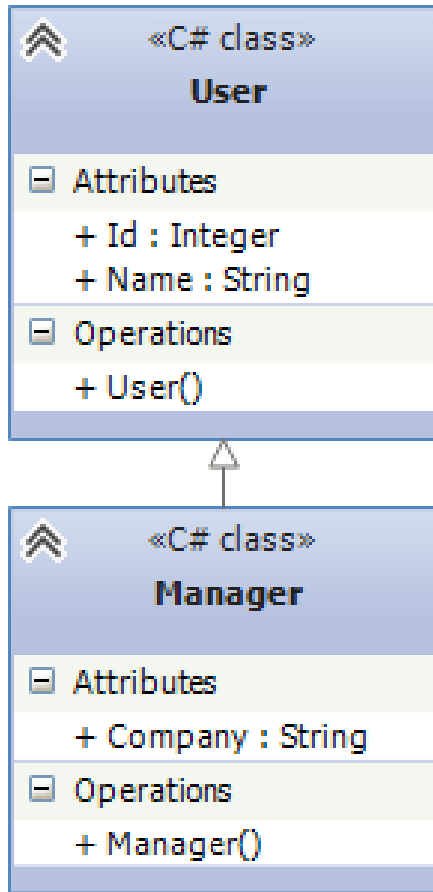 «C# class»
User
Attributes
+ Id : Integer
+ Name : String
Operations
+ User()
«C# class»
Manager
Attributes
+ Company : String
Operations
+ Manager()